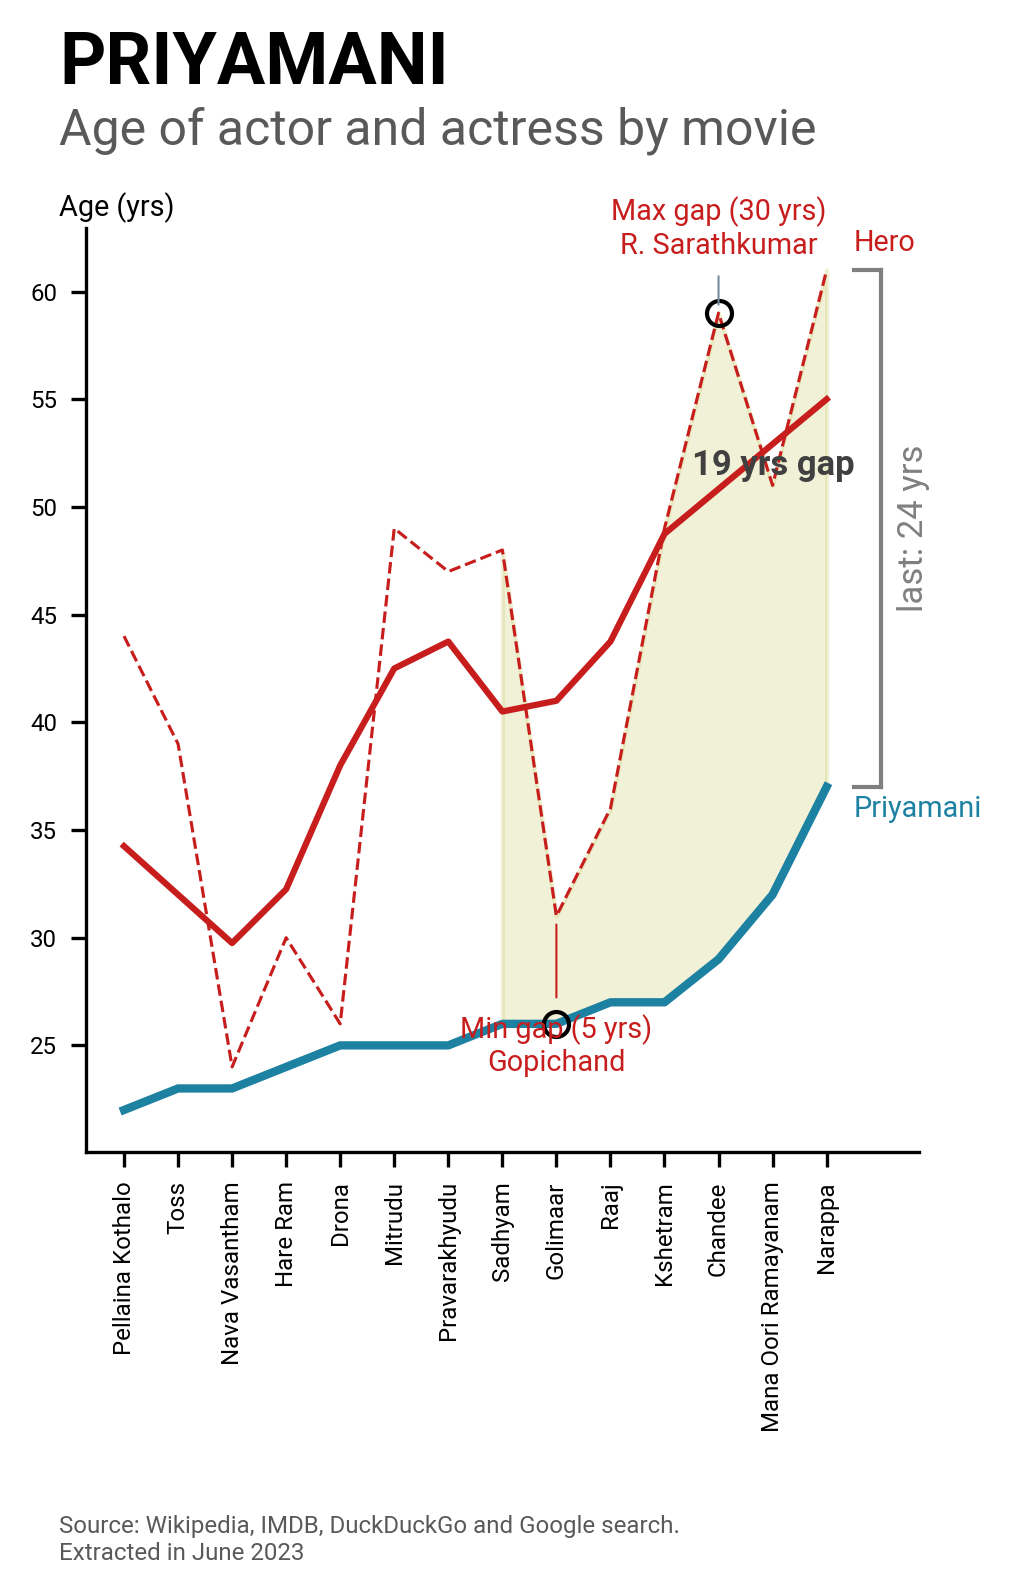 PRIYAMANI
Age of actor and actress by movie
Age (yrs)
Max gap (30 yrs)
R. Sarathkumar
Hero
60
55
50
45
40
35
30
25
19 yrs gap
last: 24 yrs
Priyamani
Min gap (5 yrs)
Gopichand
Pellaina Kothalo
Toss
Nava Vasantham
Hare Ram
Drona
Mitrudu
Pravarakhyudu
Sadhyam
Golimaar
Raaj
Kshetram
Chandee
Mana Oori Ramayanam
Narappa
Source: Wikipedia, IMDB, DuckDuckGo and Google search.
Extracted in June 2023